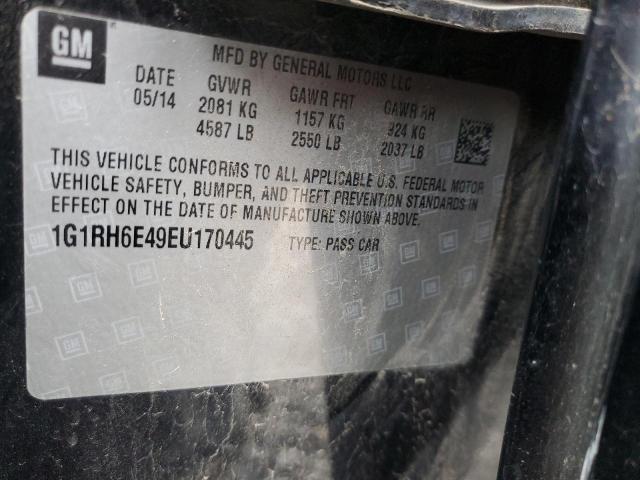 GM
MFD BY GENERAL MOTORS LLC
DATE GVWR GAWR FRT GAWR RR
05/14 2081 KG 1157 KG 924 KG
4587 LB 2550 LB 2037 LB
THIS VEHICLE CONFORMS TO ALL APPLICABLE U.S. FEDERAL MOTOR
VEHICLE SAFETY, BUMPER, AND THEFT PREVENTION STANDARDS IN
EFFECT ON THE DATE OF MANUFACTURE SHOWN ABOVE.
1G1RH6E49EU170445 TYPE: PASS CAR